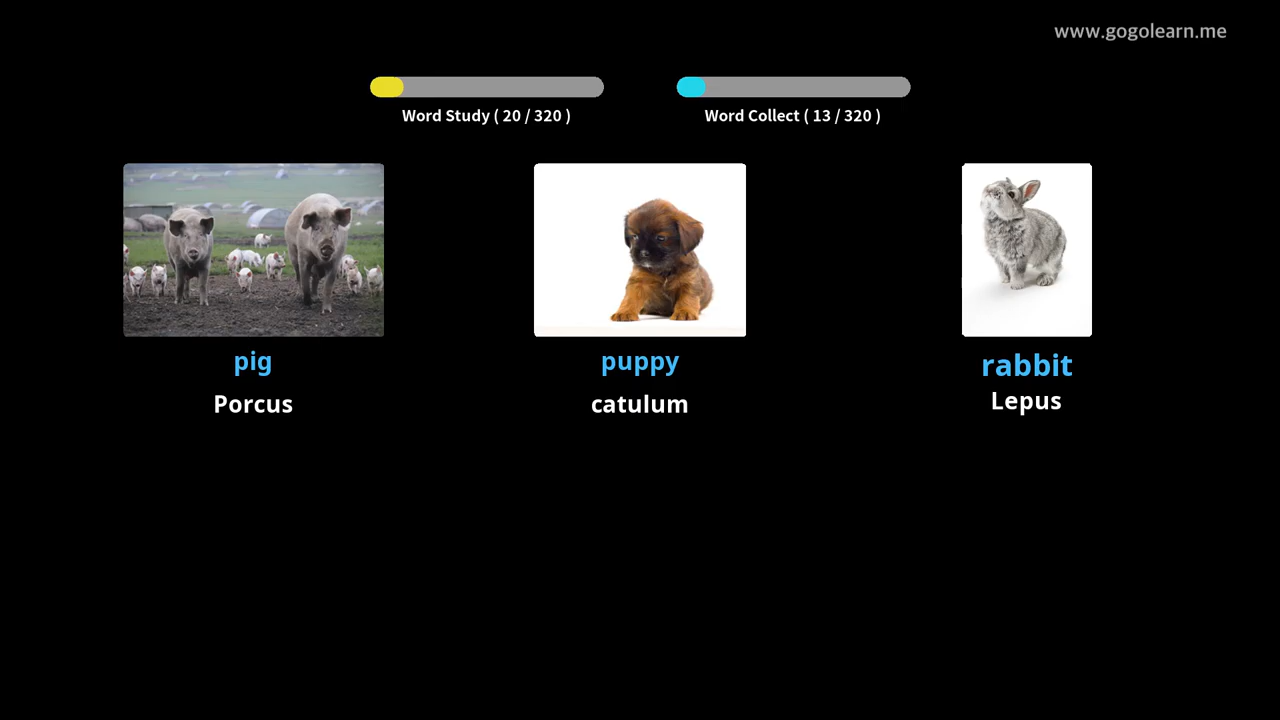 www.gogolearn.me
Word Study ( 20 / 320 )
Word Collect ( 13 / 320 )
pig
puppy
rabbit
Porcus
catulum
Lepus